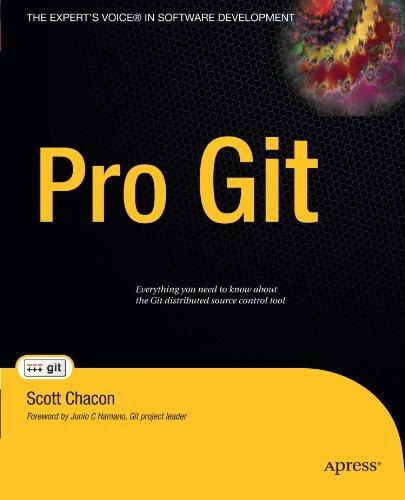 THE EXPERT'S VOICE® IN SOFTWARE DEVELOPMENT
Pro Git
Everything you need to know about
the Git distributed source control tool
git
Scott Chacon
Foreword by Junio C Hamano, Git project leader
Apress®